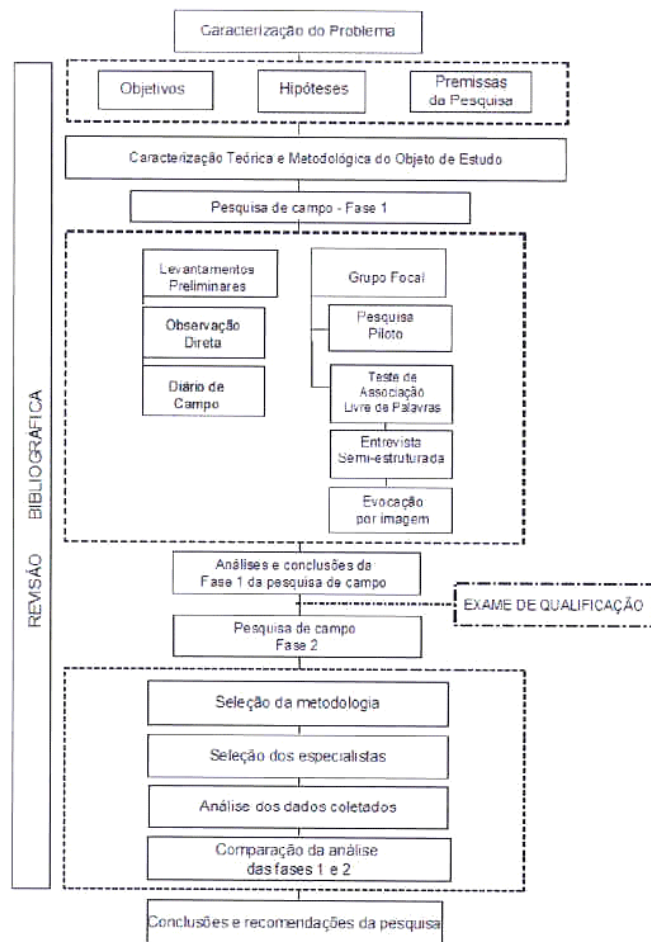 Caracterização do Problema
Objetivos
Hipóteses
Premissas
da Pesquisa
Caracterização Teórica e Metodológica do Objeto de Estudo
Pesquisa de campo - Fase 1
Levantamentos
Preliminares
Observação
Direta
Diário de
Campo
Grupo Focal
Pesquisa
Piloto
Teste de
Associação
Livre de Palavras
Entrevista
Semi-estruturada
Evocação
por imagem
REVISÃO BIBLIOGRÁFICA
Análises e conclusões da
Fase 1 da pesquisa de campo
EXAME DE QUALIFICAÇÃO
Pesquisa de campo
Fase 2
Seleção da metodologia
Seleção dos especialistas
Análise dos dados coletados
Comparação da análise
das fases 1 e 2
Conclusões e recomendações da pesquisa